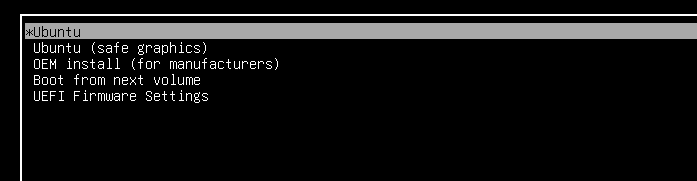 *Ubuntu
Ubuntu (safe graphics)
OEM install (for manufacturers)
Boot from next volume
UEFI Firmware Settings